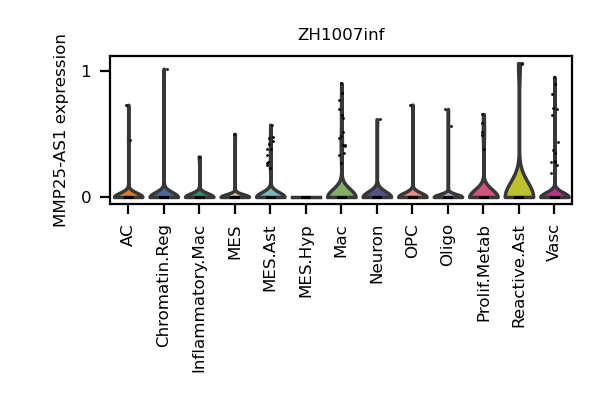 ZH1007inf
MMP25-AS1 expression
1
0
AC
Chromatin.Reg
Inflammatory.Mac
MES
MES.Ast
MES.Hyp
Mac
Neuron
OPC
Oligo
Prolif.Metab
Reactive.Ast
Vasc